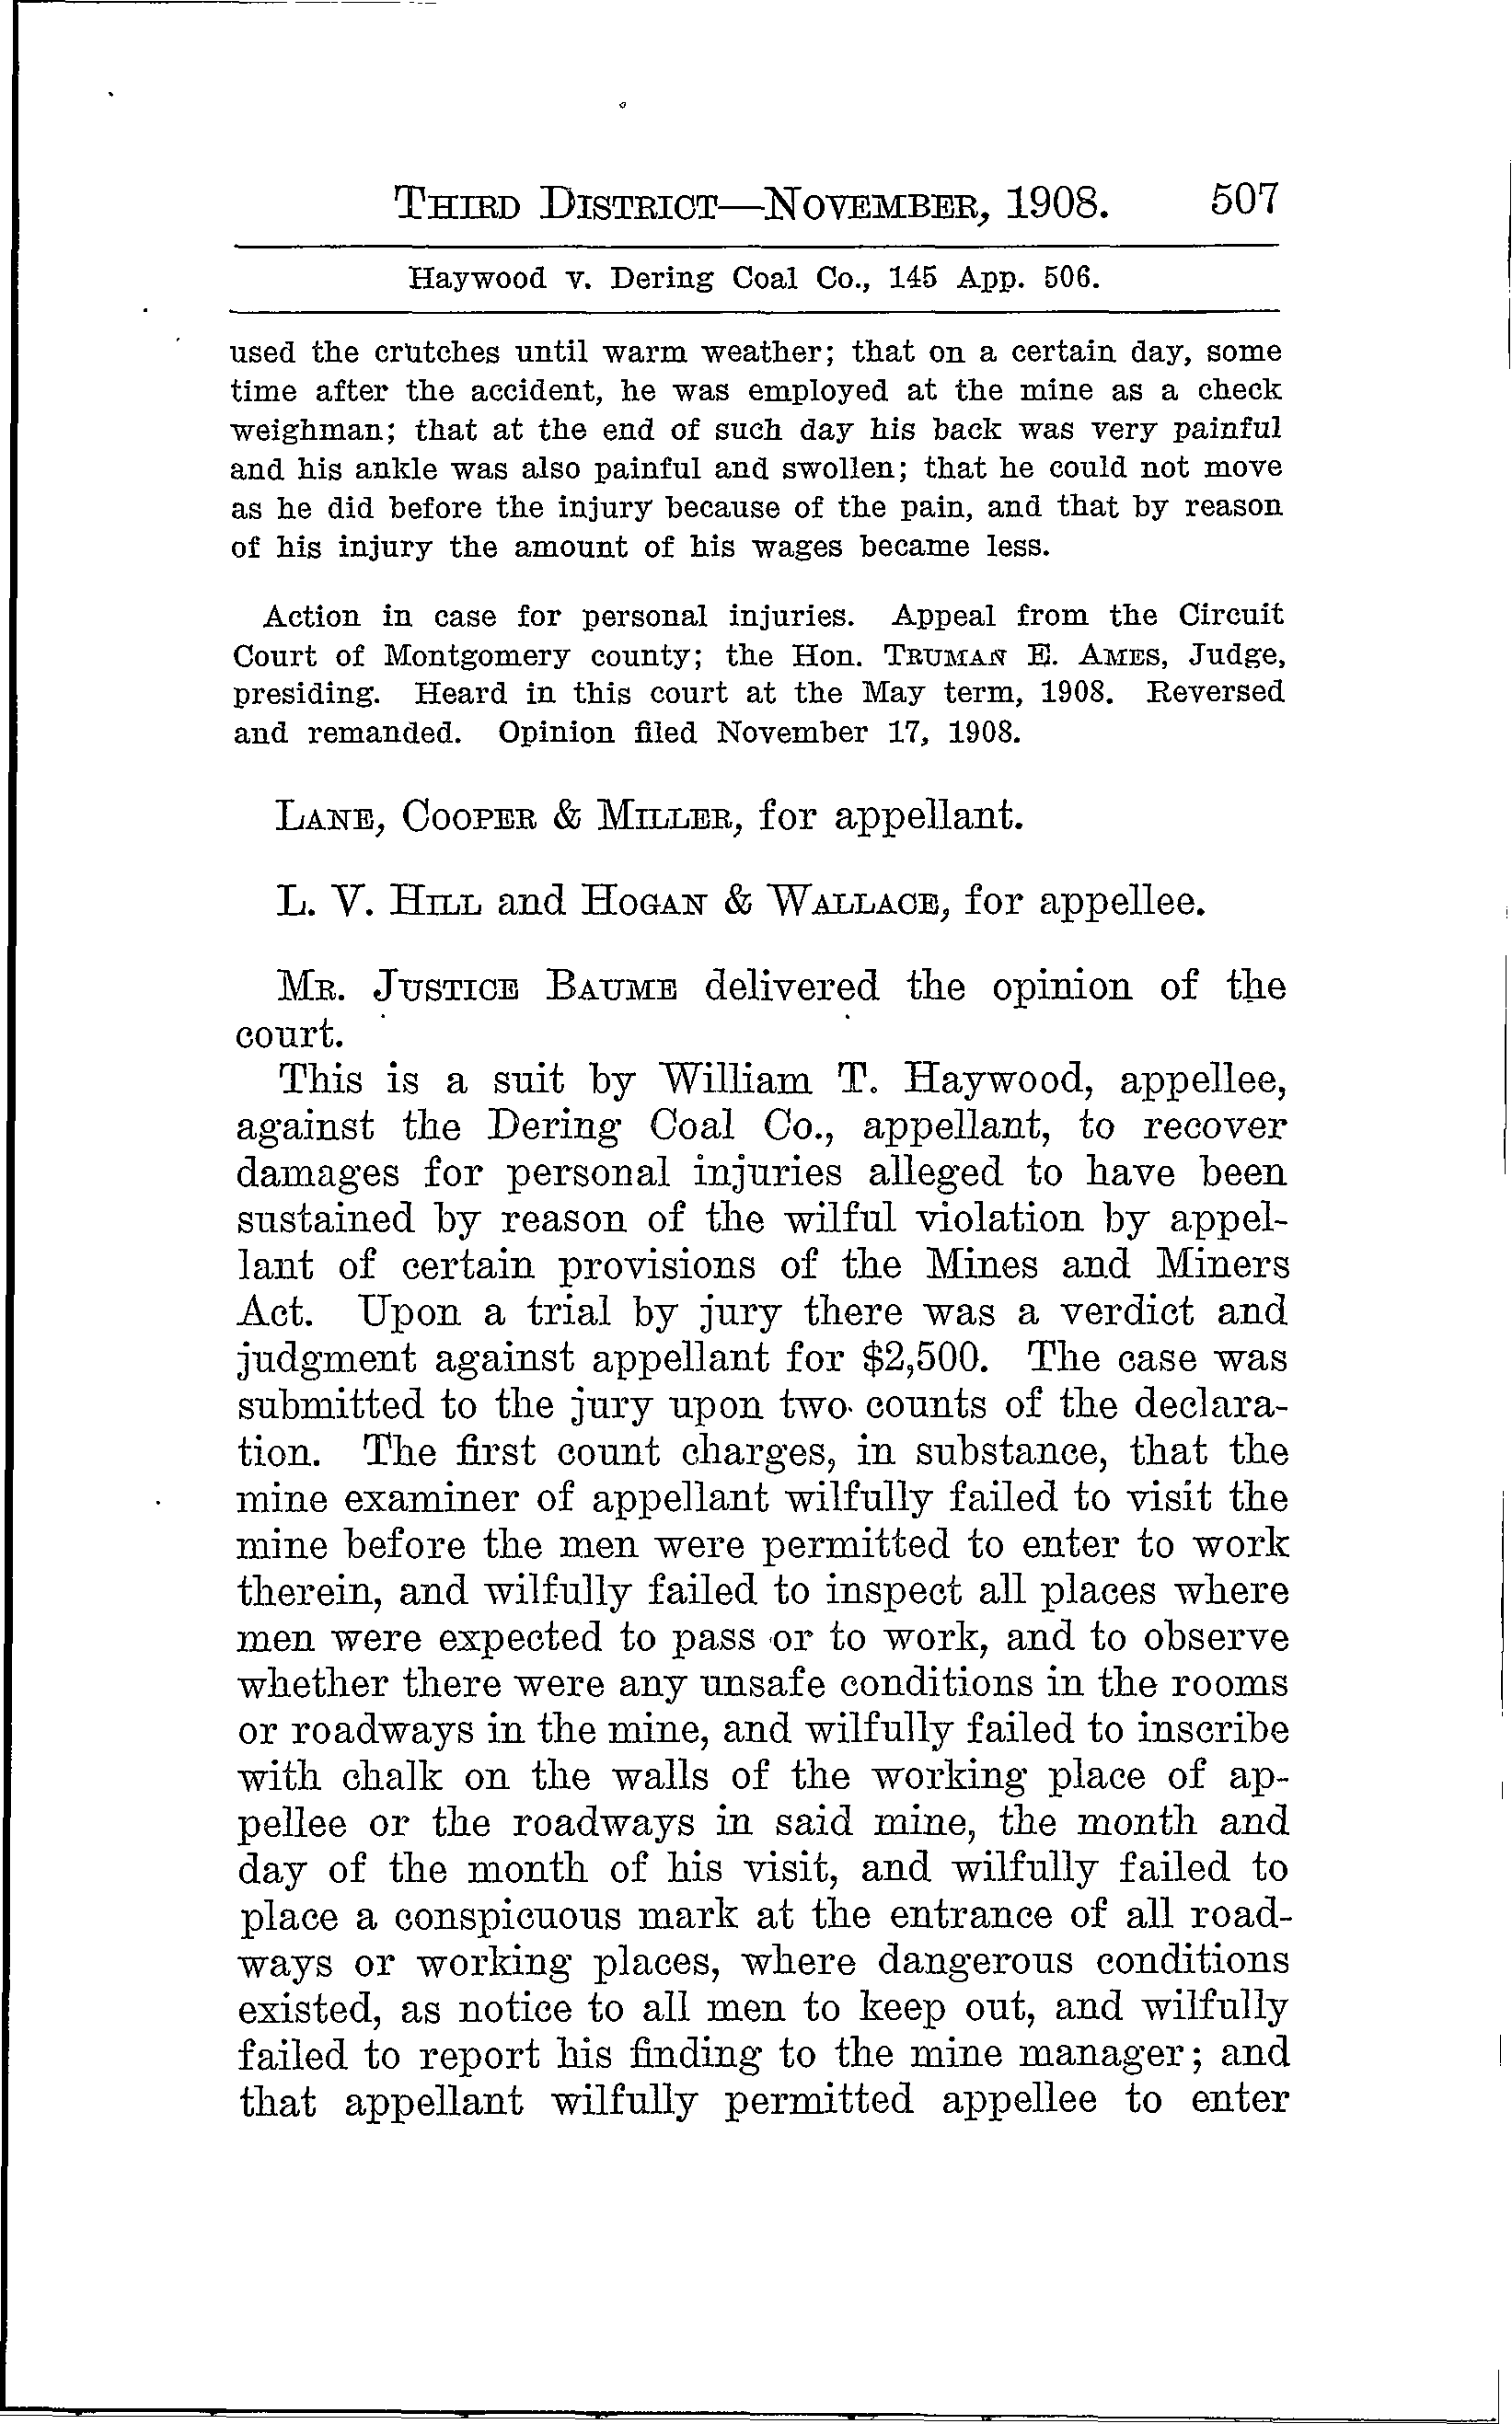 THIRD DISTRICT—NOVEMBER, 1908. 507
Haywood v. Dering Coal Co., 145 App. 506.
used the crutches until warm weather; that on a certain day, some
time after the accident, he was employed at the mine as a check
weighman; that at the end of such day his back was very painful
and his ankle was also painful and swollen; that he could not move
as he did before the injury because of the pain, and that by reason
of his injury the amount of his wages became less.
Action in case for personal injuries. Appeal from the Circuit
Court of Montgomery county; the Hon. TRUMAN E. AMES, Judge,
presiding. Heard in this court at the May term, 1908. Reversed
and remanded. Opinion filed November 17, 1908.
LANE, COOPER & MILLER, for appellant.
L. V. HILL and HOGAN & WALLACE, for appellee.
MR. JUSTICE BAUME delivered the opinion of the
court.
This is a suit by William T. Haywood, appellee,
against the Dering Coal Co., appellant, to recover
damages for personal injuries alleged to have been
sustained by reason of the wilful violation by appel-
lant of certain provisions of the Mines and Miners
Act. Upon a trial by jury there was a verdict and
judgment against appellant for $2,500. The case was
submitted to the jury upon two counts of the declara-
tion. The first count charges, in substance, that the
mine examiner of appellant wilfully failed to visit the
mine before the men were permitted to enter to work
therein, and wilfully failed to inspect all places where
men were expected to pass or to work, and to observe
whether there were any unsafe conditions in the rooms
or roadways in the mine, and wilfully failed to inscribe
with chalk on the walls of the working place of ap-
pellee or the roadways in said mine, the month and
day of the month of his visit, and wilfully failed to
place a conspicuous mark at the entrance of all road-
ways or working places, where dangerous conditions
existed, as notice to all men to keep out, and wilfully
failed to report his finding to the mine manager; and
that appellant wilfully permitted appellee to enter